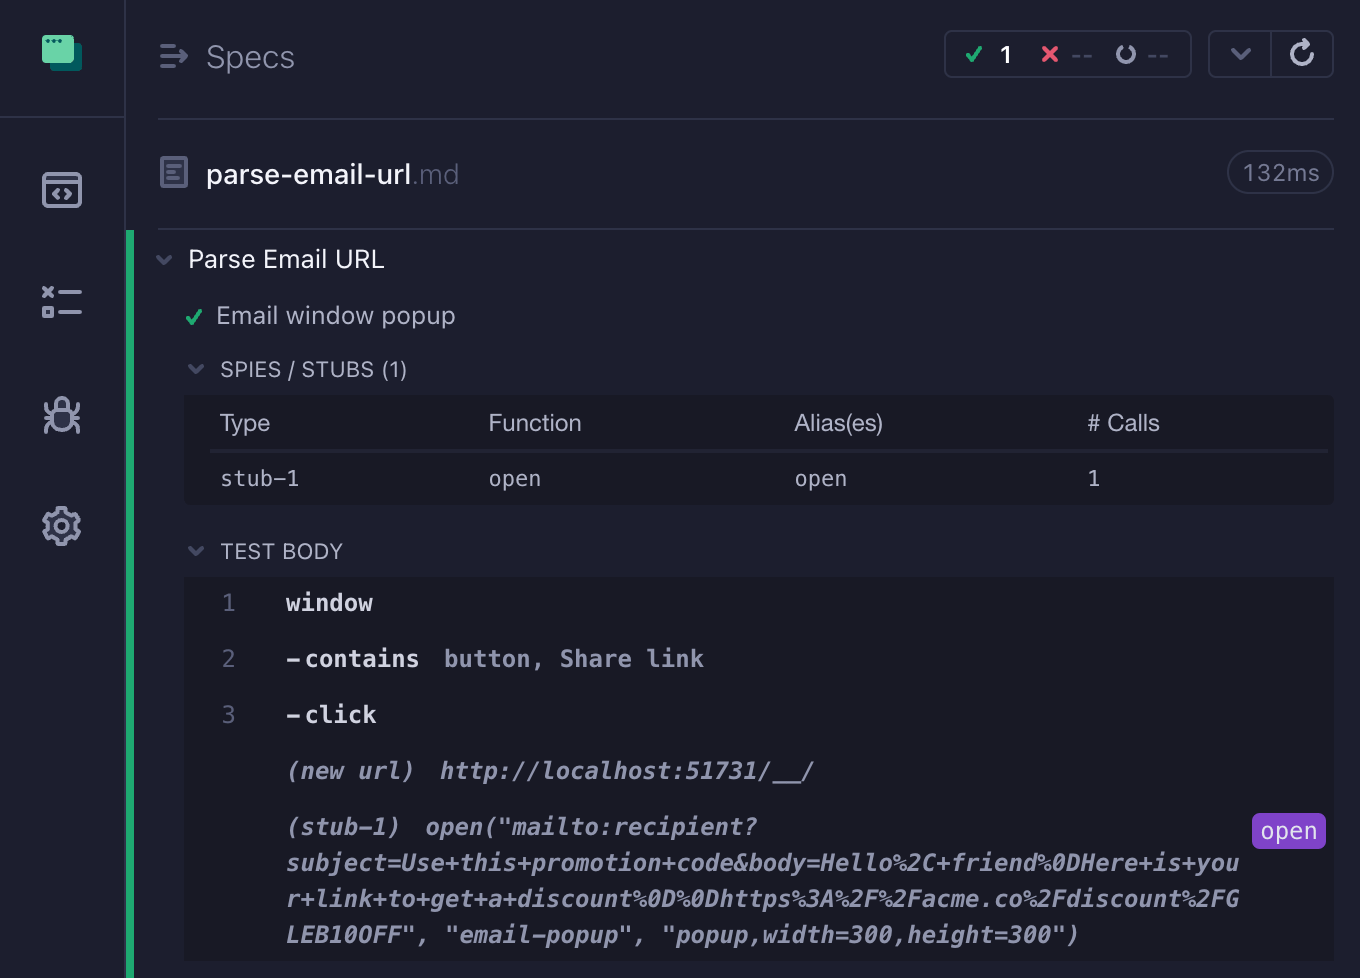 Specs
1 -- --
parse-email-url.md
132ms
Parse Email URL
Email window popup
SPIES / STUBS (1)
Type Function Alias(es) # Calls
stub-1 open open 1
TEST BODY
1 window
2 -contains button, Share link
3 -click
(new url) http://localhost:51731/__/
(stub-1) open("mailto:recipient?
open
subject=Use+this+promotion+code&body=Hello%2C+friend%0DHere+is+you
r+link+to+get+a+discount%0D%0Dhttps%3A%2F%2Facme.co%2Fdiscount%2FG
LEB10OFF", "email-popup", "popup,width=300,height=300")